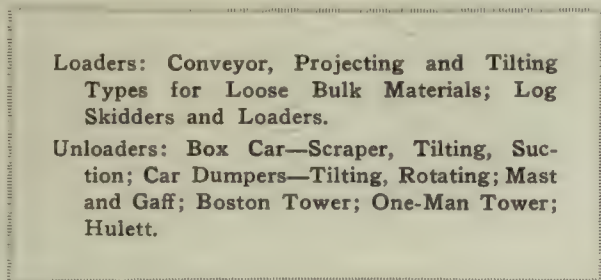 Loaders: Conveyor, Projecting and Tilting
Types for Loose Bulk Materials; Log
Skidders and Loaders.
Unloaders: Box Car—Scraper, Tilting, Suc-
tion; Car Dumpers—Tilting, Rotating; Mast
and Gaff; Boston Tower; One-Man Tower;
Hulett.